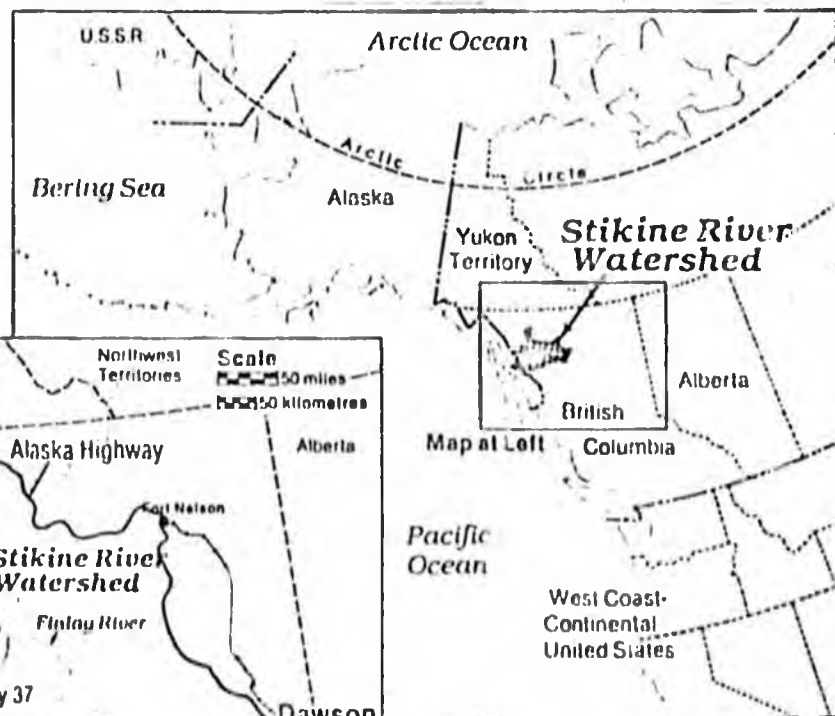 U.S.S.R.
Arctic Ocean
Arctic
Circle
Bering Sea
Alaska
Yukon
Territory
Stikine River
Watershed
Alberta
British
Columbia
Map at Left
Pacific
Ocean
West Coast-
Continental
United States
Northwest
Territories
Scale
50 miles
50 kilometres
Alaska Highway
Alberta
Fort Nelson
Stikine River
Watershed
Finlay River
y 37
Dawson